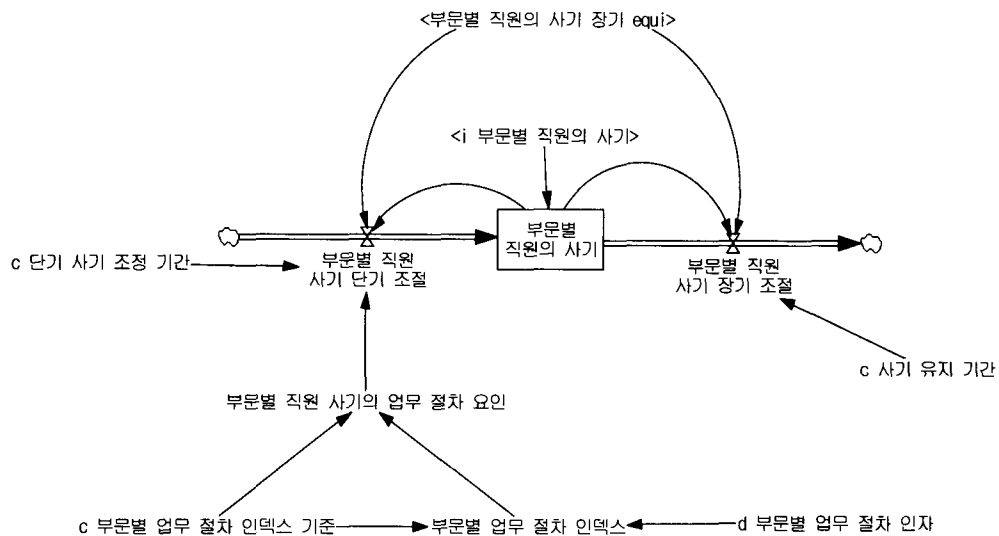 <부문별 직원의 사기 장기 equi>
<i 부문별 직원의 사기>
부문별
직원의 사기
c 단기 사기 조정 기간
부문별 직원
사기 단기 조절
부문별 직원
사기 장기 조절
c 사기 유지 기간
부문별 직원 사기의 업무 절차 요인
c 부문별 업무 절차 인덱스 기준
부문별 업무 절차 인덱스
d 부문별 업무 절차 인자